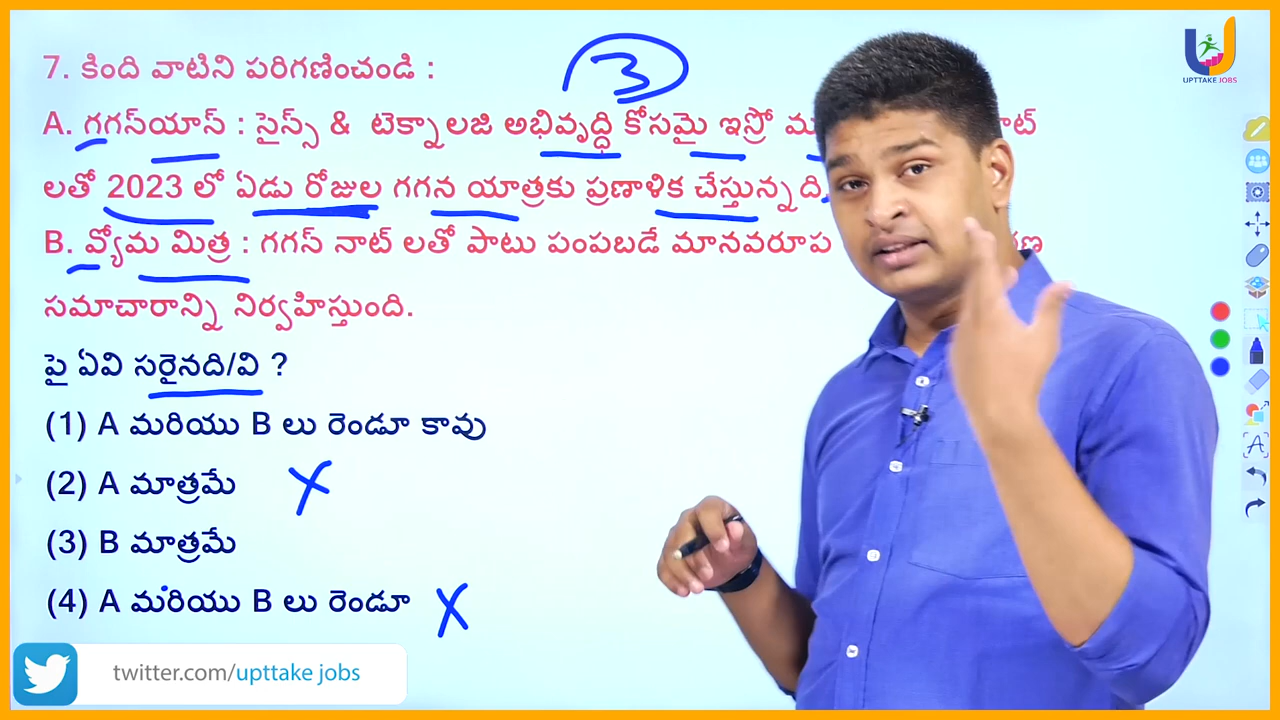 3
7. కింది వాటిని పరిగణించండి :
A. గగన్‌యాన్ : సైన్స్ & టెక్నాలజి అభివృద్ధి కోసమై ఇస్రో
లతో 2023 లో ఏడు రోజుల గగన యాత్రకు ప్రణాళిక చేస్తున్నది,
B. వ్యోమ మిత్ర : గగన్ నాట్ లతో పాటు పంపబడే మానవరూప
సమాచారాన్ని నిర్వహిస్తుంది.
పై ఏవి సరైనది/వి ?
(1) A మరియు B లు రెండూ కావు
(2) A మాత్రమే
(3) B మాత్రమే
(4) A మరియు B లు రెండూ
twitter.com/upttake jobs
UPTTAKE JOBS